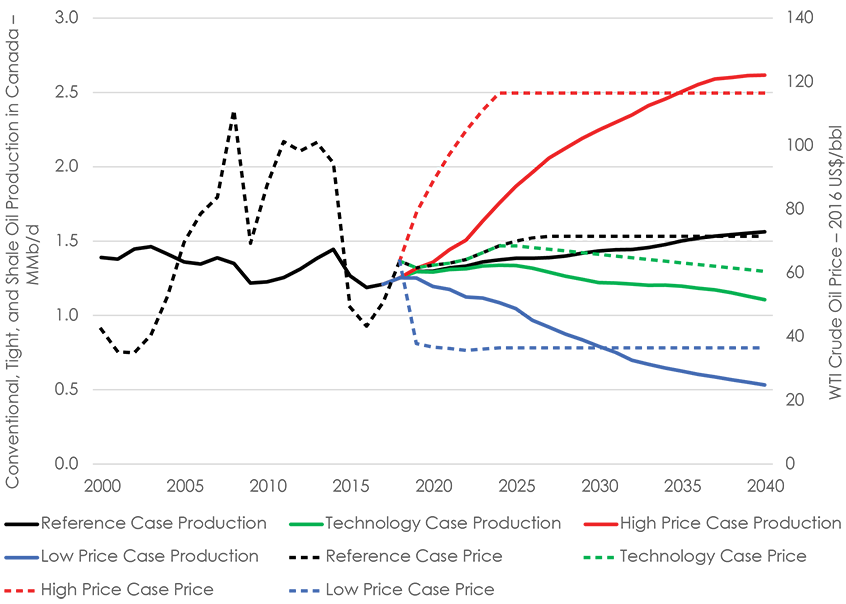 Conventional, Tight, and Shale Oil Production in Canada –
MMb/d
3.0
2.5
2.0
1.5
1.0
0.5
0.0
140
120
100
80
60
40
20
0
WTI Crude Oil Price – 2016 US$/bbl
2000 2005 2010 2015 2020 2025 2030 2035 2040
Reference Case Production Technology Case Production High Price Case Production
Low Price Case Production Reference Case Price Technology Case Price
High Price Case Price Low Price Case Price